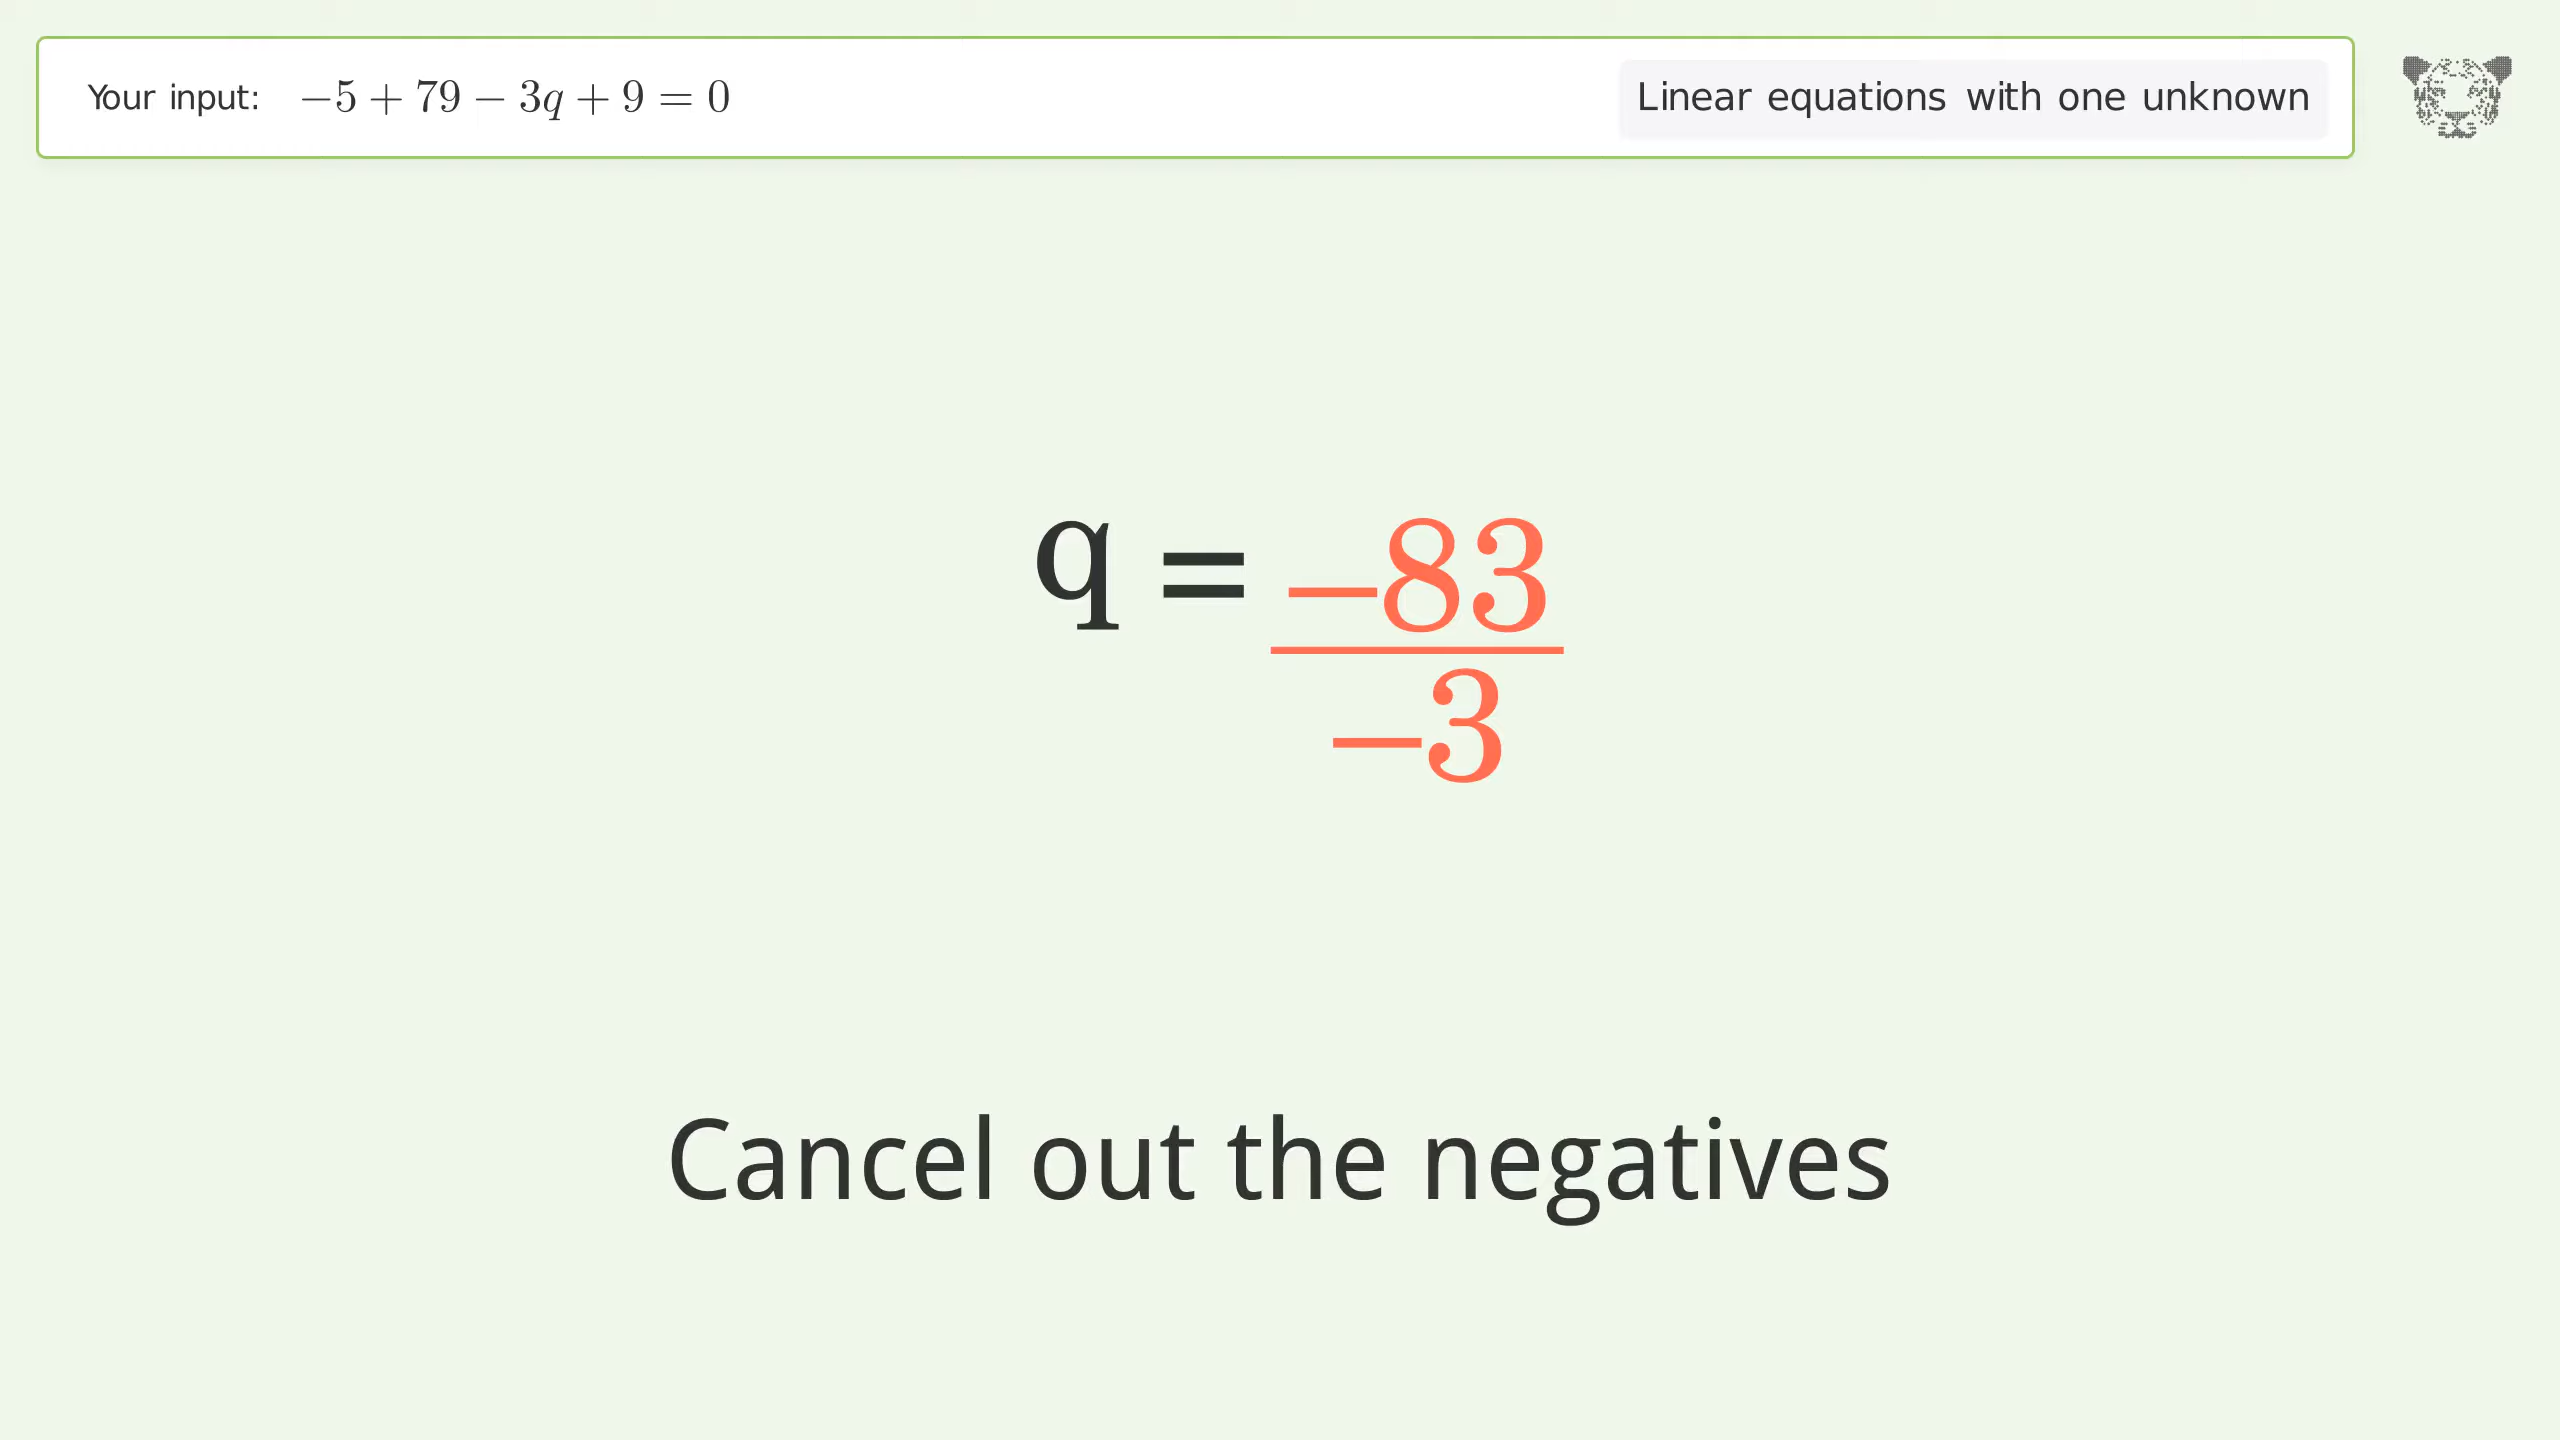 Your input: −5 + 79 − 3q + 9 = 0
Linear equations with one unknown
q = −83
−3
Cancel out the negatives